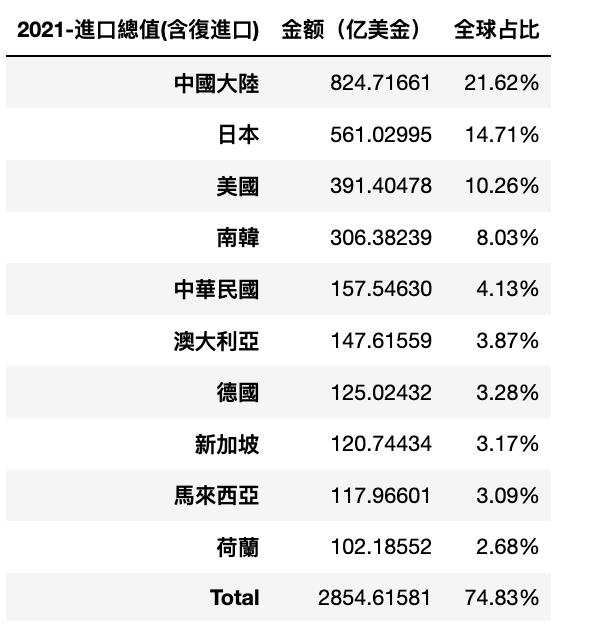 2021-進口總值(含復進口) 金额（亿美金） 全球占比
中國大陸 824.71661 21.62%
日本 561.02995 14.71%
美國 391.40478 10.26%
南韓 306.38239 8.03%
中華民國 157.54630 4.13%
澳大利亞 147.61559 3.87%
德國 125.02432 3.28%
新加坡 120.74434 3.17%
馬來西亞 117.96601 3.09%
荷蘭 102.18552 2.68%
Total 2854.61581 74.83%